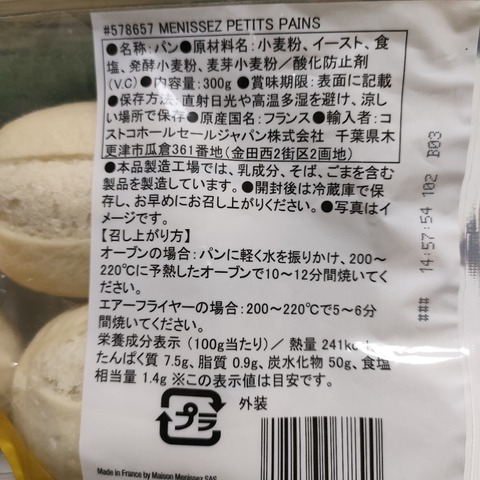 #578657 MENISSEZ PETITS PAINS
●名称:パン●原材料名:小麦粉、イースト、食
塩、発酵小麦粉、麦芽小麦粉／酸化防止剤
(V.C)●内容量:300g●賞味期限:表面に記載
●保存方法:直射日光や高温多湿を避け、涼し
い場所で保存●原産国名:フランス●輸入者:コ
ストコホールセールジャパン株式会社 千葉県木
更津市瓜倉361番地(金田西2街区2画地)
●本品製造工場では、乳成分、そば、ごまを含む
製品を製造しています。●開封後は冷蔵庫で保
存し、お早めにお召し上がりください。●写真はイ
メージです。
【召し上がり方】
オーブンの場合:パンに軽く水を振りかけ、200〜
220℃に予熱したオーブンで10〜12分間焼いてく
ださい。
エアーフライヤーの場合:200〜220℃で5〜6分
間焼いてください。
栄養成分表示(100g当たり)／熱量 241kcal、
たんぱく質 7.5g、脂質 0.9g、炭水化物 50g、食塩
相当量 1.4g ※この表示値は目安です。
プラ
外装
Made in France by Maison Menissez SAS
### 14:57:54 102 B03